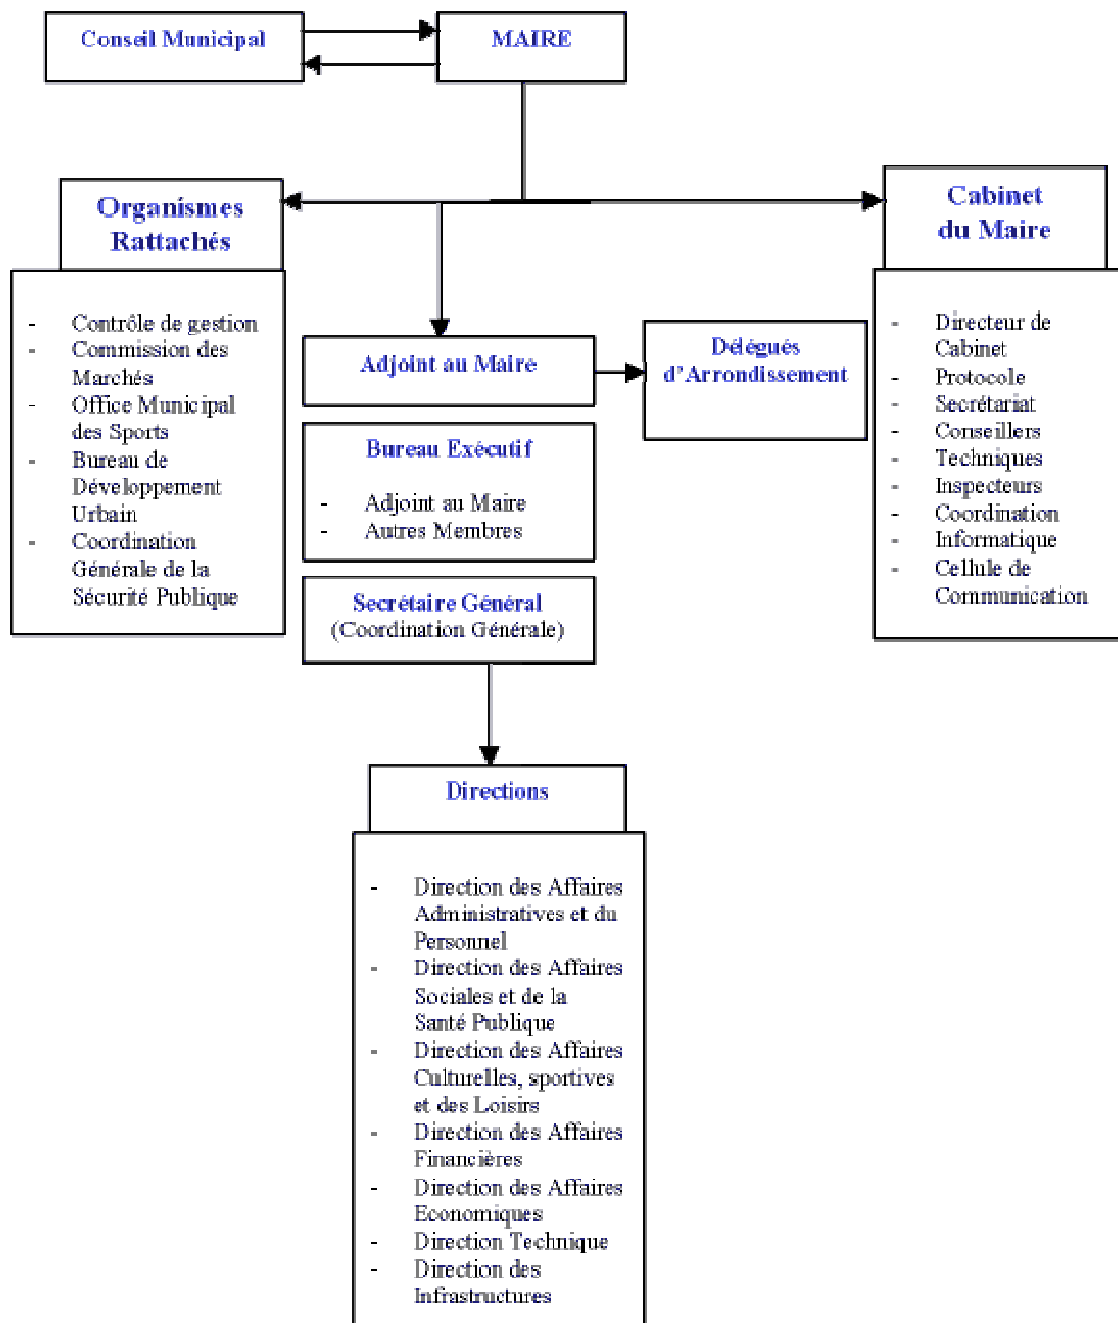 Conseil Municipal
MAIRE
Organismes
Rattachés
- Contrôle de gestion
- Commission des
Marchés
- Office Municipal
des Sports
- Bureau de
Développement
Urbain
- Coordination
Générale de la
Sécurité Publique
Adjoint au Maire
Délégués
d'Arrondissement
Bureau Exécutif
- Adjoint au Maire
- Autres Membres
Secrétaire Général
(Coordination Générale)
Cabinet
du Maire
- Directeur de
- Cabinet
- Protocole
- Secrétariat
- Conseillers
- Techniques
- Inspecteurs
- Coordination
- Informatique
- Cellule de
- Communication
Directions
- Direction des Affaires
Administratives et du
Personnel
- Direction des Affaires
Sociales et de la
Santé Publique
- Direction des Affaires
Culturelles, sportives
et des Loisirs
- Direction des Affaires
Financières
- Direction des Affaires
Economiques
- Direction Technique
- Direction des
Infrastructures